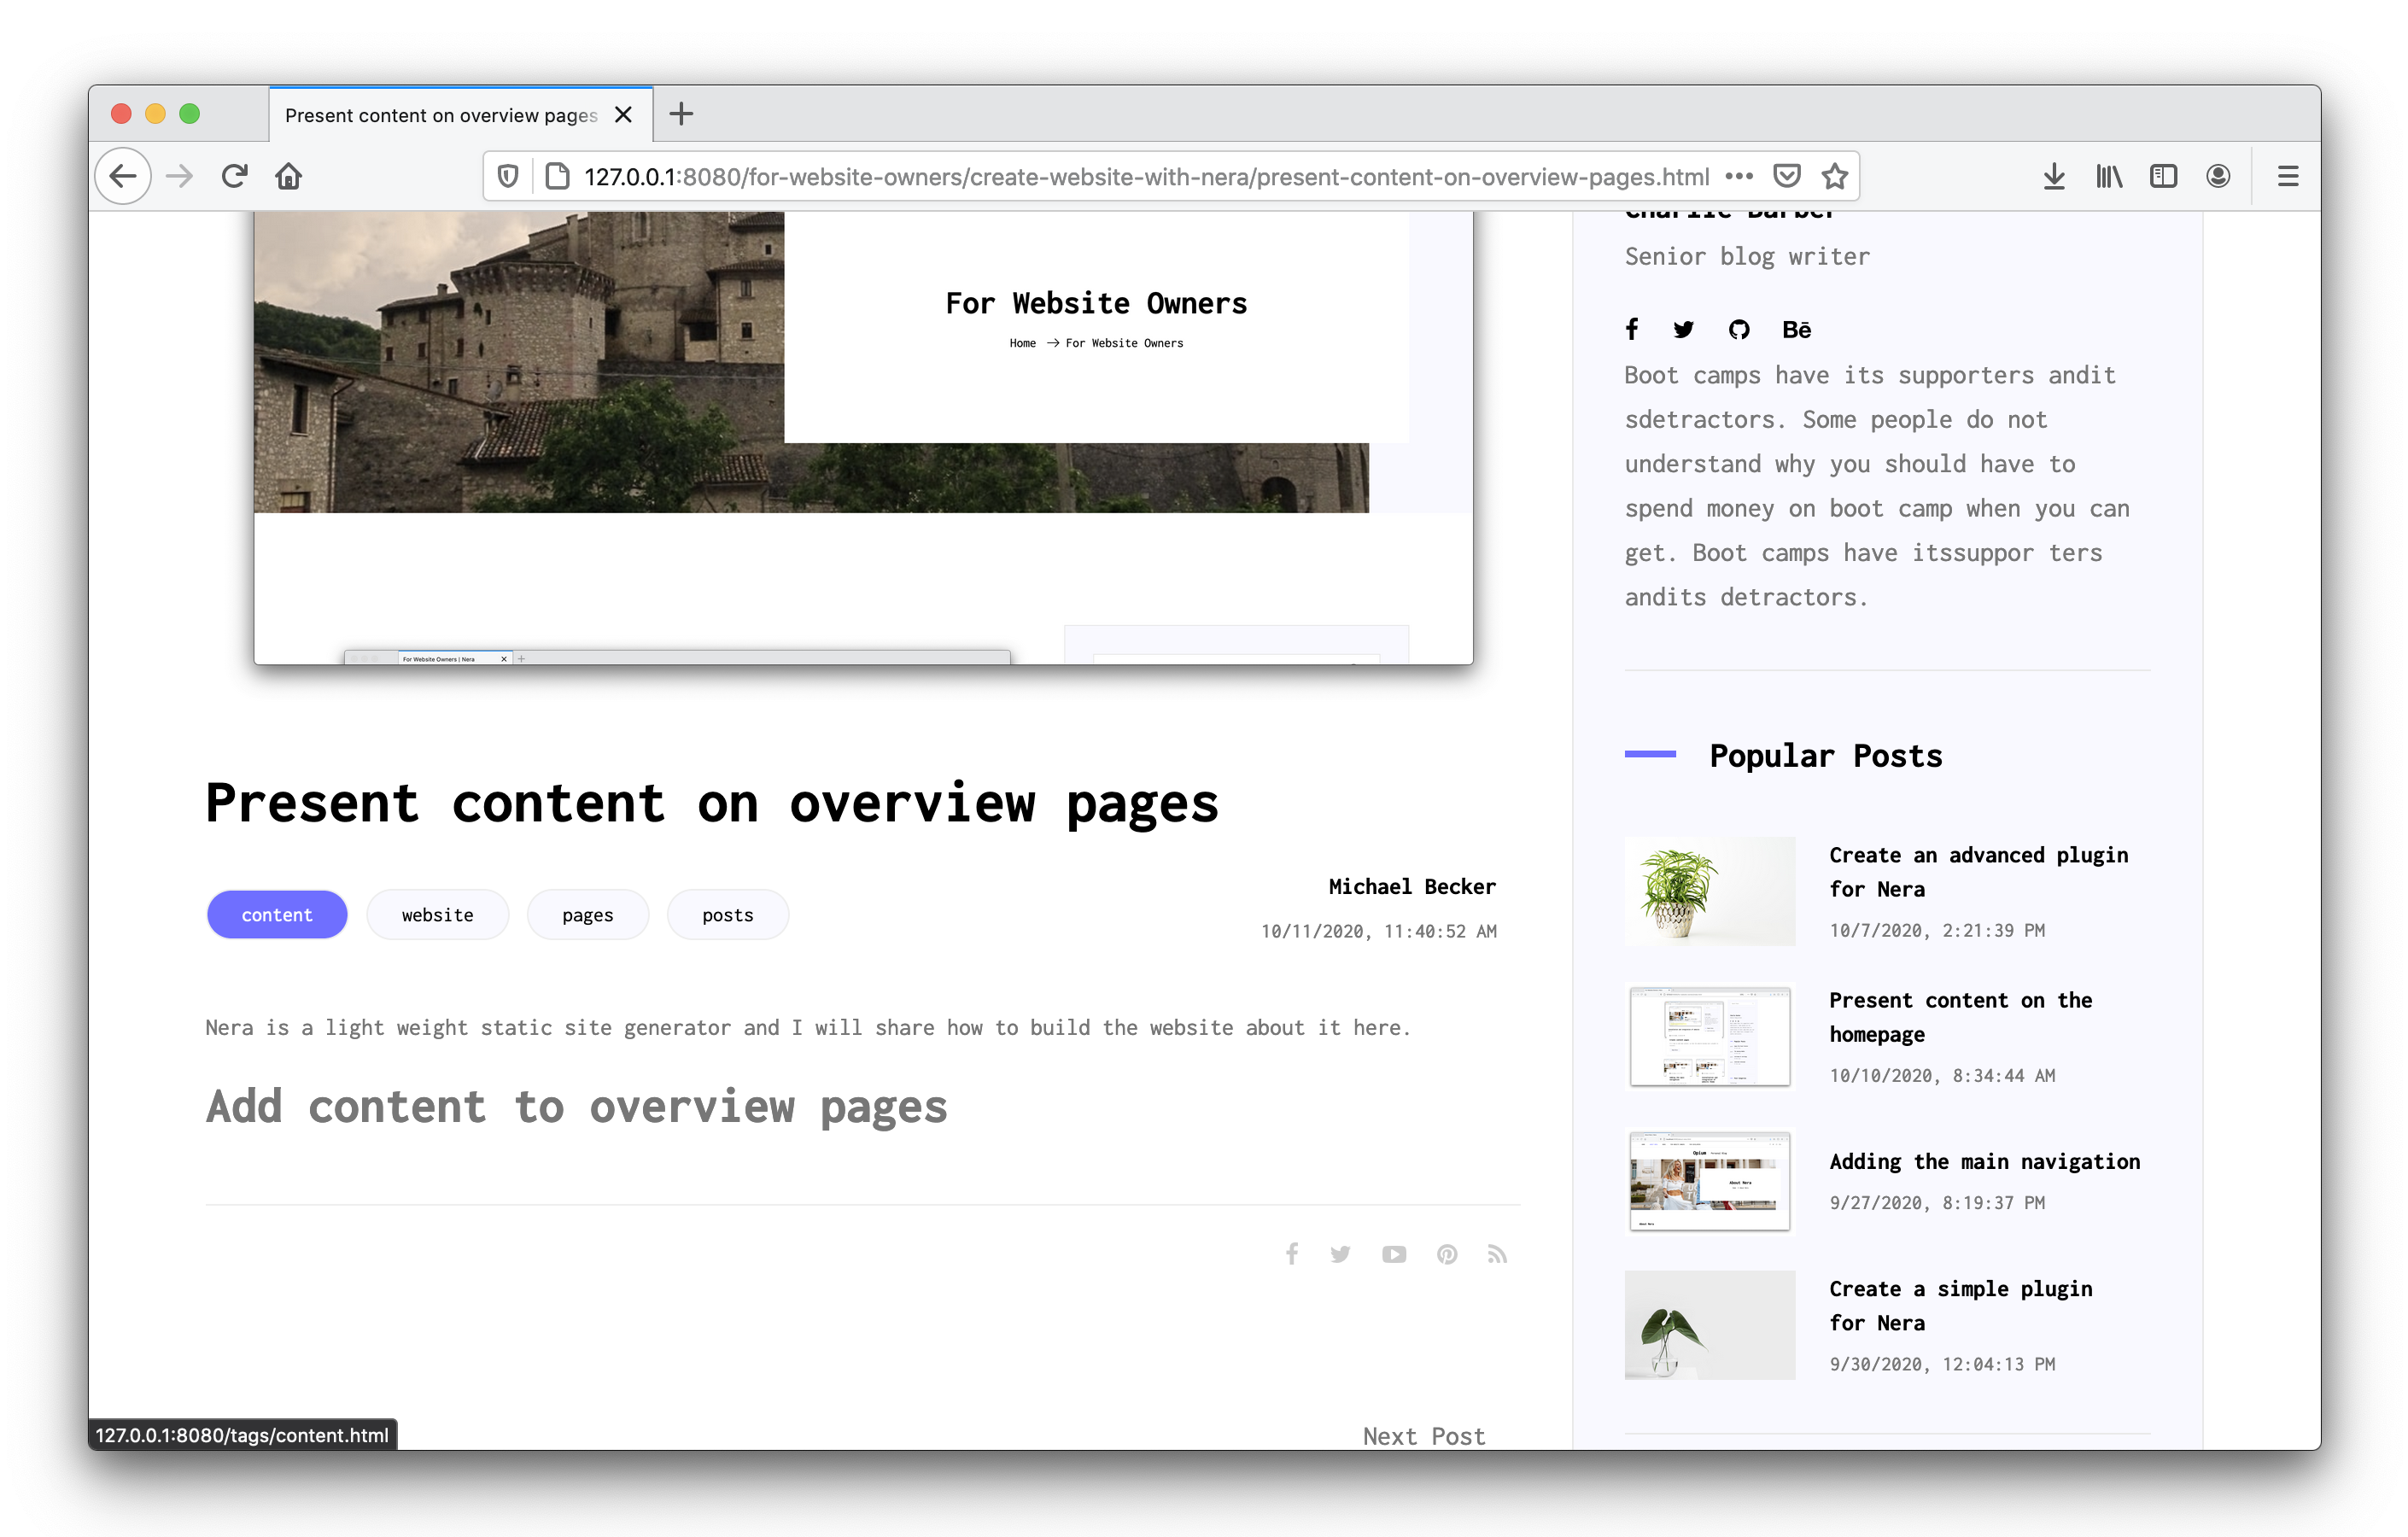 Present content on overview pages
127.0.0.1:8080/for-website-owners/create-website-with-nera/present-content-on-overview-pages.html
For Website Owners
Home → For Website Owners
For Website Owners | Nera
Present content on overview pages
content website pages posts
Michael Becker
10/11/2020, 11:40:52 AM
Nera is a light weight static site generator and I will share how to build the website about it here.
Add content to overview pages
Next Post
Charlie Barber
Senior blog writer
Bē
Boot camps have its supporters andit
sdetractors. Some people do not
understand why you should have to
spend money on boot camp when you can
get. Boot camps have itssuppor ters
andits detractors.
Popular Posts
Create an advanced plugin
for Nera
10/7/2020, 2:21:39 PM
Present content on the
homepage
10/10/2020, 8:34:44 AM
Opium
About Nera
About Nera
Adding the main navigation
9/27/2020, 8:19:37 PM
Create a simple plugin
for Nera
9/30/2020, 12:04:13 PM
127.0.0.1:8080/tags/content.html